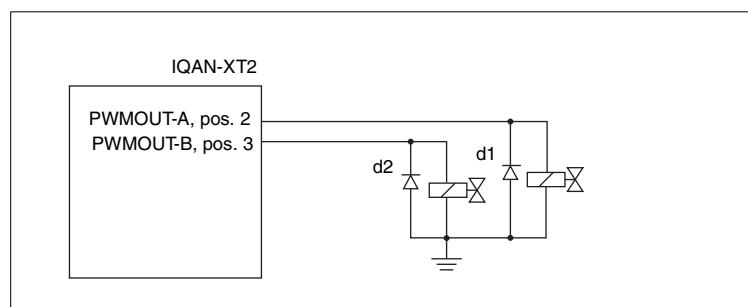 IQAN-XT2
PWMOUT-A, pos. 2
PWMOUT-B, pos. 3
d2
d1